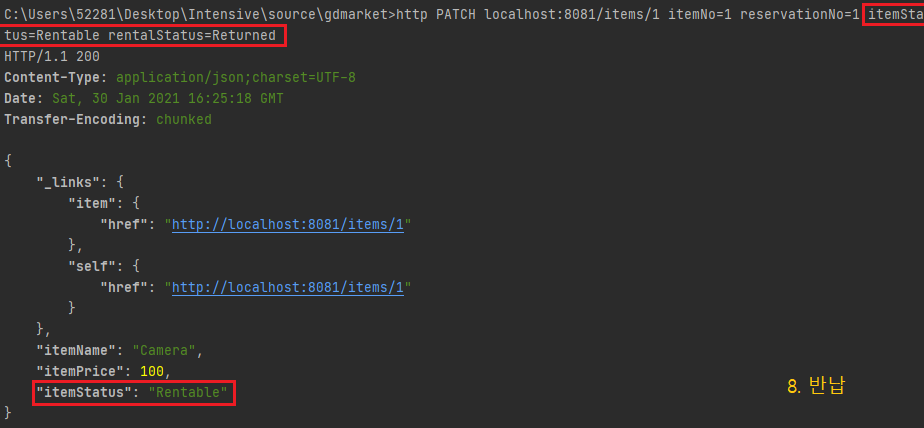 C:\Users\52281\Desktop\Intensive\source\gdmarket>http PATCH localhost:8081/items/1 itemNo=1 reservationNo=1 itemSta
tus=Rentable rentalStatus=Returned
HTTP/1.1 200
Content-Type: application/json;charset=UTF-8
Date: Sat, 30 Jan 2021 16:25:18 GMT
Transfer-Encoding: chunked
{
    "_links": {
        "item": {
            "href": "http://localhost:8081/items/1"
        },
        "self": {
            "href": "http://localhost:8081/items/1"
        }
    },
    "itemName": "Camera",
    "itemPrice": 100,
    "itemStatus": "Rentable"
8. 반납
}